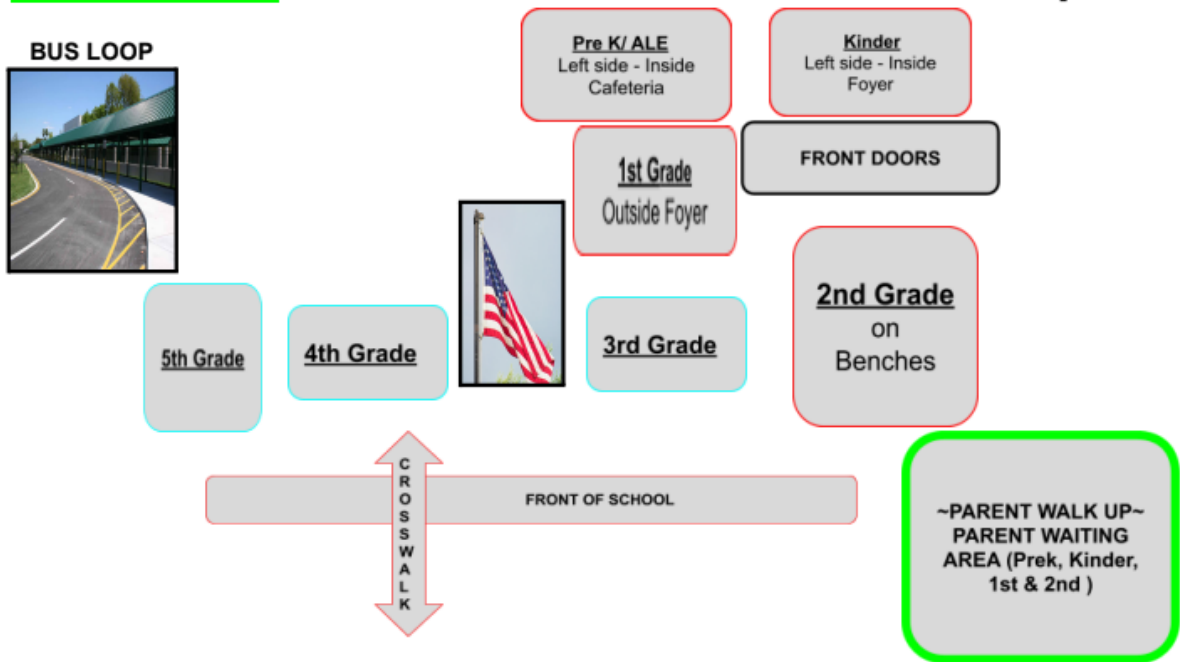 BUS LOOP
Pre K/ ALE
Left side - Inside
Cafeteria
Kinder
Left side - Inside
Foyer
1st Grade
Outside Foyer
FRONT DOORS
2nd Grade
on
Benches
5th Grade
4th Grade
3rd Grade
CROSSWALK
FRONT OF SCHOOL
~PARENT WALK UP~
PARENT WAITING
AREA (Prek, Kinder,
1st & 2nd )